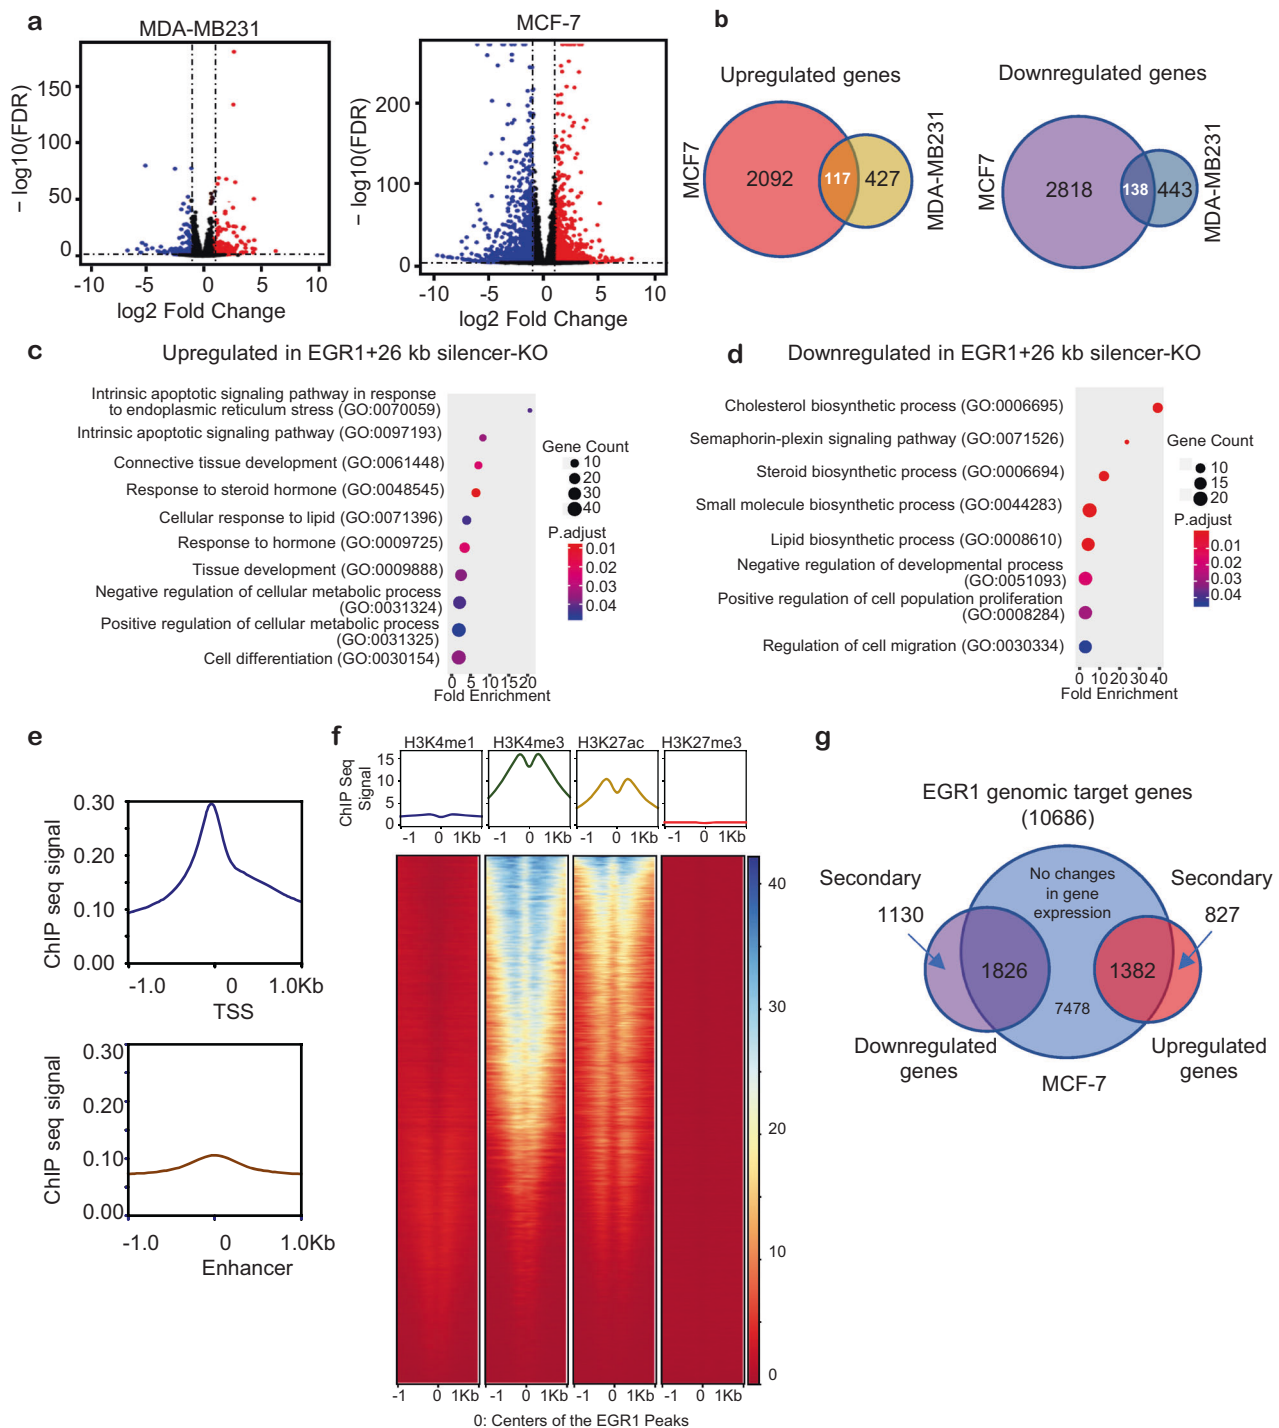 a
MDA-MB231
− log10(FDR)
150
100
50
0
-10
-5
0
5
10
log2 Fold Change
MCF-7
− log10(FDR)
200
100
0
-10
-5
0
5
10
log2 Fold Change
b
Upregulated genes
MCF7
2092
117
427
MDA-MB231
Downregulated genes
MCF7
2818
138
443
MDA-MB231
c
Upregulated in EGR1+26 kb silencer-KO
Intrinsic apoptotic signaling pathway in response
to endoplasmic reticulum stress (GO:0070059)
Intrinsic apoptotic signaling pathway (GO:0097193)
Connective tissue development (GO:0061448)
Response to steroid hormone (GO:0048545)
Cellular response to lipid (GO:0071396)
Response to hormone (GO:0009725)
Tissue development (GO:0009888)
Negative regulation of cellular metabolic process
(GO:0031324)
Positive regulation of cellular metabolic process
(GO:0031325)
Cell differentiation (GO:0030154)
0 5 10 15 20
Fold Enrichment
Gene Count
10
20
30
40
P.adjust
0.01
0.02
0.03
0.04
d
Downregulated in EGR1+26 kb silencer-KO
Cholesterol biosynthetic process (GO:0006695)
Semaphorin-plexin signaling pathway (GO:0071526)
Steroid biosynthetic process (GO:0006694)
Small molecule biosynthetic process (GO:0044283)
Lipid biosynthetic process (GO:0008610)
Negative regulation of developmental process
(GO:0051093)
Positive regulation of cell population proliferation
(GO:0008284)
Regulation of cell migration (GO:0030334)
0 10 20 30 40
Fold Enrichment
Gene Count
10
15
20
P.adjust
0.01
0.02
0.03
0.04
e
ChIP seq signal
0.30
0.20
0.10
0.00
-1.0 0 1.0Kb
TSS
ChIP seq signal
0.30
0.20
0.10
0.00
-1.0 0 1.0Kb
Enhancer
f
H3K4me1 H3K4me3 H3K27ac H3K27me3
ChIP Seq
Signal
15
10
5
0
-1 0 1Kb -1 0 1Kb -1 0 1Kb -1 0 1Kb
40
30
20
10
0
-1 0 1Kb -1 0 1Kb -1 0 1Kb -1 0 1Kb
0: Centers of the EGR1 Peaks
g
EGR1 genomic target genes
(10686)
No changes
in gene
expression
Secondary
1130
Secondary
827
1826
1382
7478
Downregulated
genes
Upregulated
genes
MCF-7